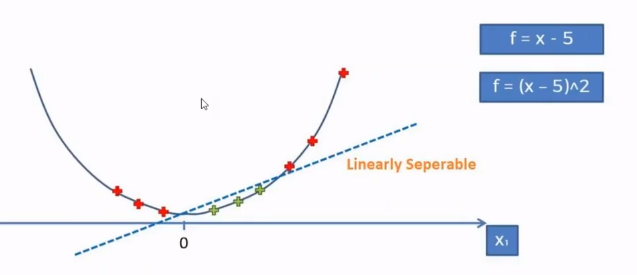 f = x - 5
f = (x – 5)^2
Linearly Seperable
0
X₁